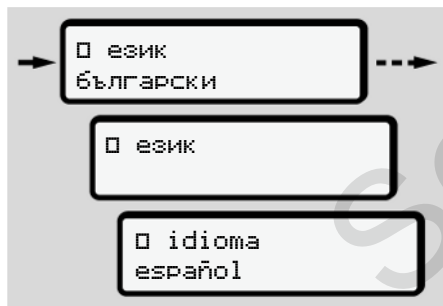 □ език
български
□ език
□ idioma
español